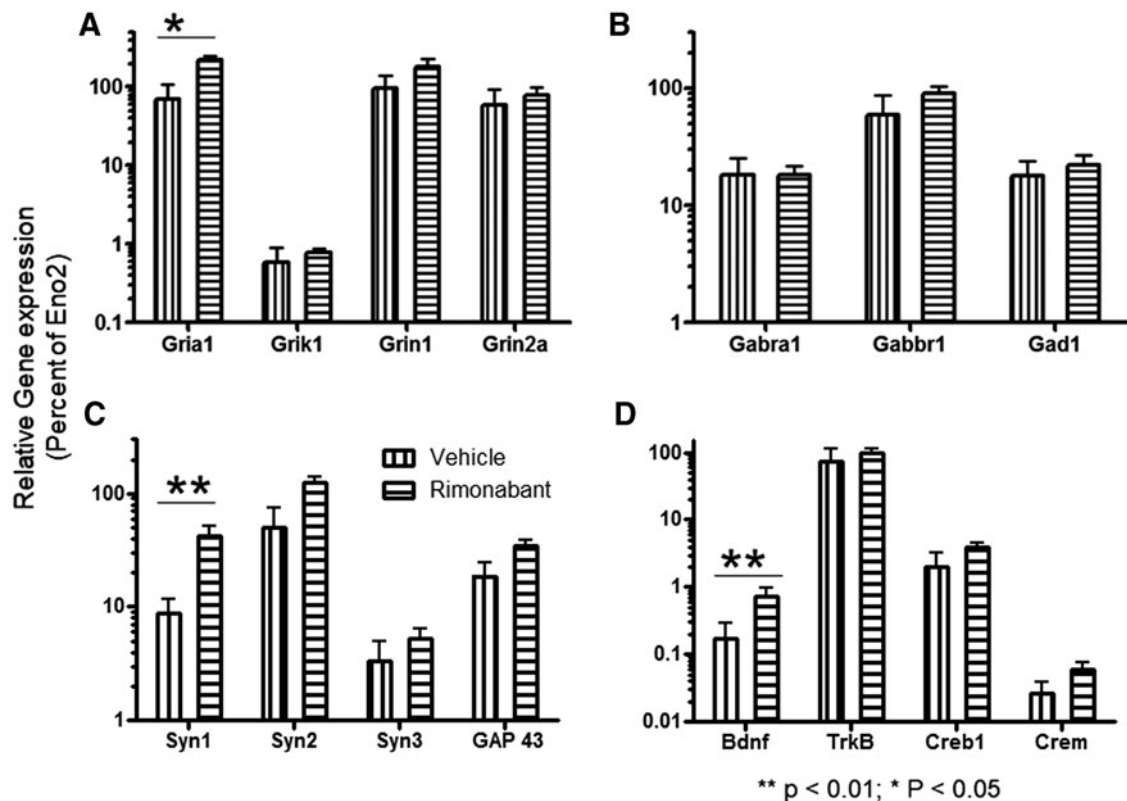 Relative Gene expression
(Percent of Eno2)
A
*
100
10
1
0.1
Gria1 Grik1 Grin1 Grin2a
B
100
10
1
Gabra1 Gabbr1 Gad1
C
**
100
10
1
Syn1 Syn2 Syn3 GAP 43
Vehicle
Rimonabant
D
**
100
10
1
0.1
0.01
Bdnf TrkB Creb1 Crem
** p < 0.01; * P < 0.05